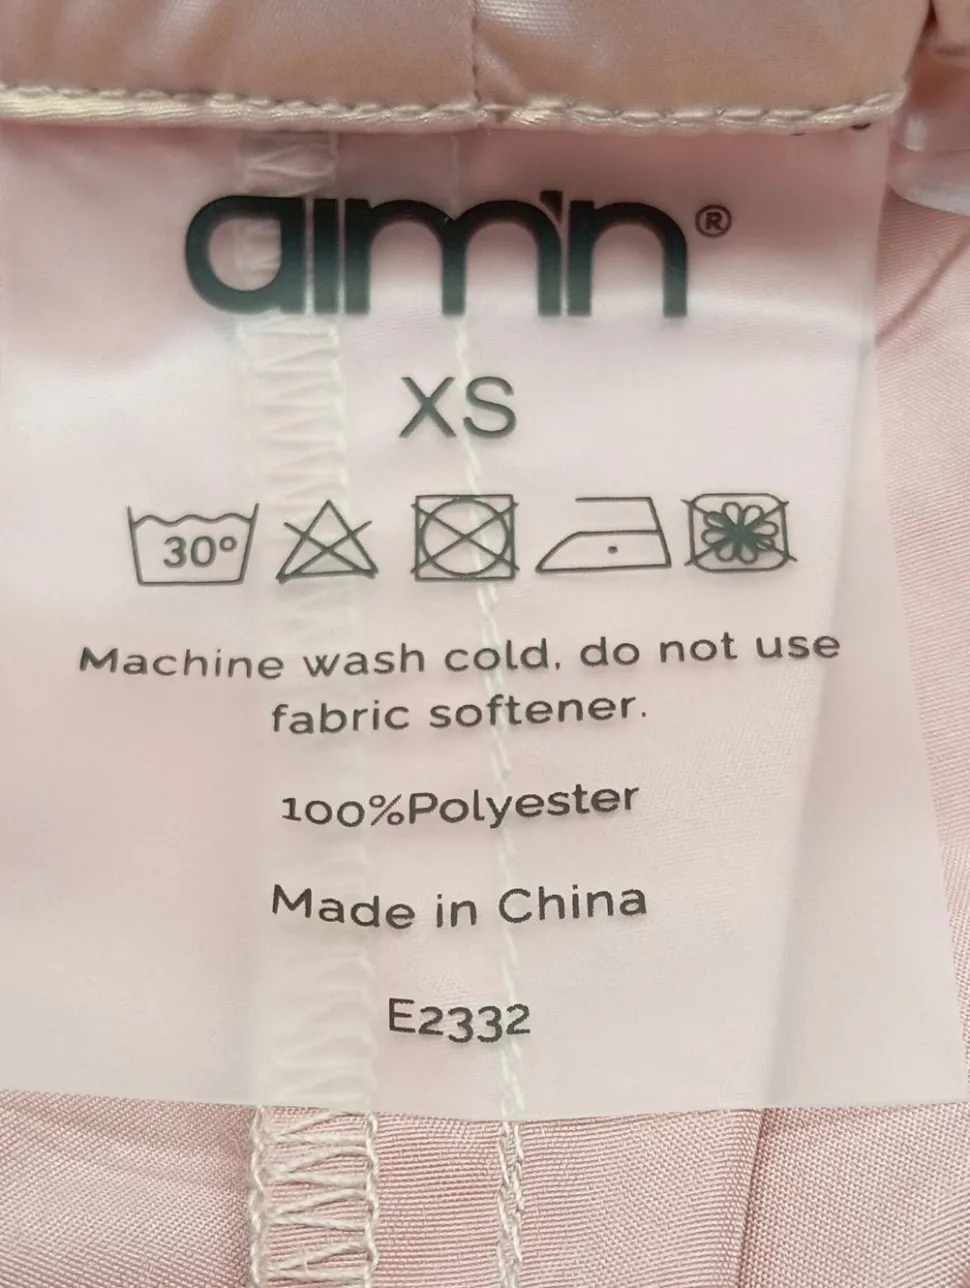 aim'n®
XS
30°
Machine wash cold, do not use
fabric softener.
100%Polyester
Made in China
E2332